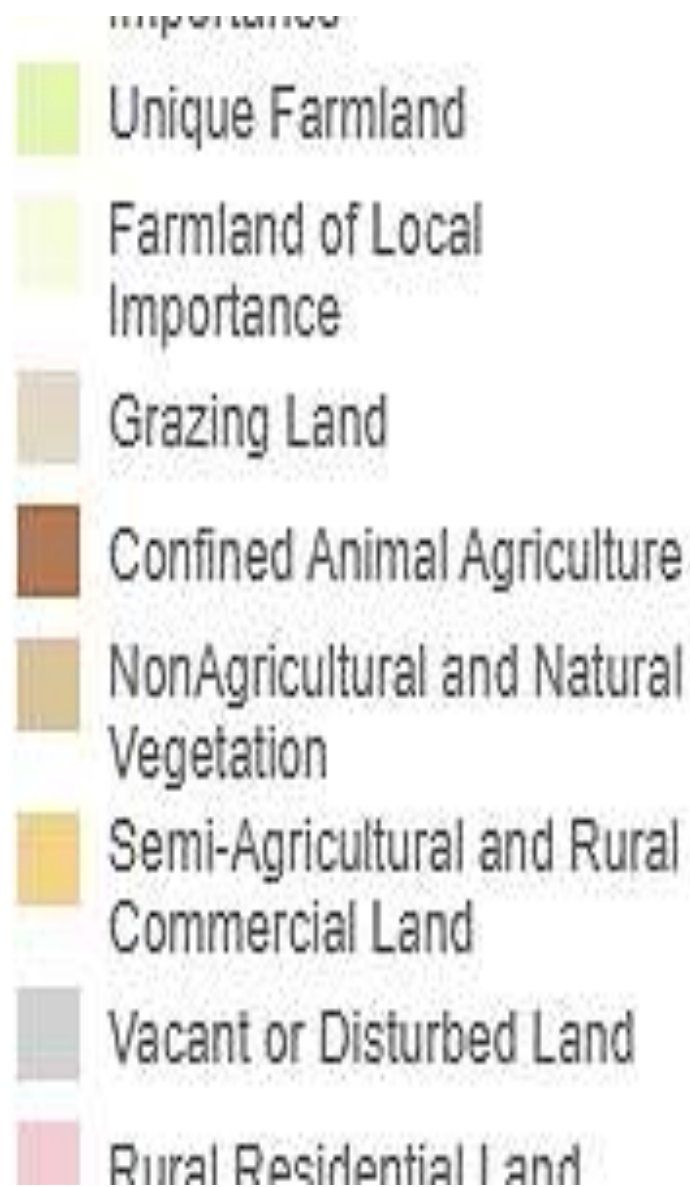 Importance
Unique Farmland
Farmland of Local
Importance
Grazing Land
Confined Animal Agriculture
NonAgricultural and Natural
Vegetation
Semi-Agricultural and Rural
Commercial Land
Vacant or Disturbed Land
Rural Residential Land